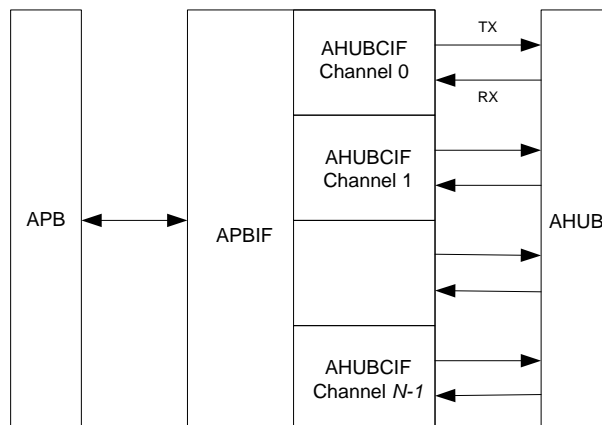 AHUBCIF
Channel 0
TX
RX
AHUBCIF
Channel 1
APB
APBIF
AHUB
AHUBCIF
Channel N-1